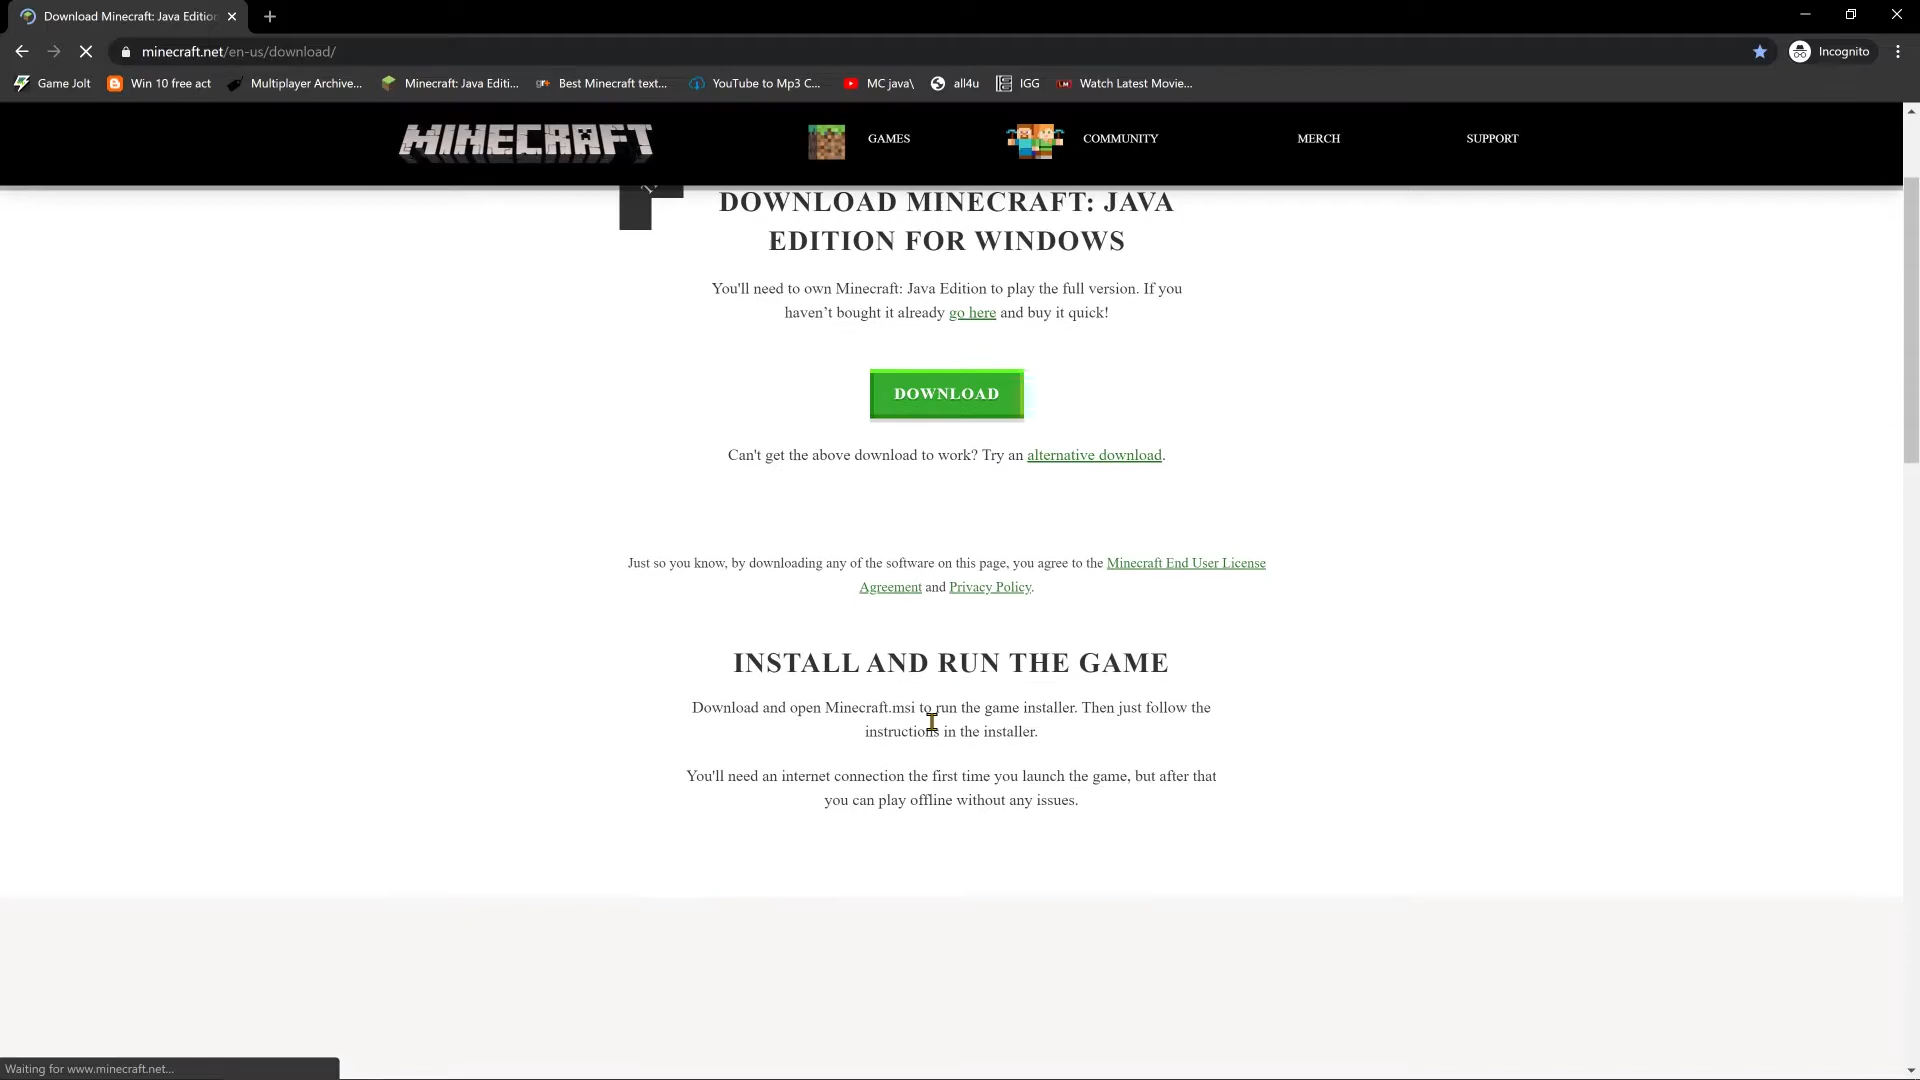 Download Minecraft: Java Edition
minecraft.net/en-us/download/
Incognito
Game Jolt
Win 10 free act
Multiplayer Archive...
Minecraft: Java Editi...
Best Minecraft text...
YouTube to Mp3 C...
MC java\
all4u
IGG
Watch Latest Movie...
MINECRAFT
GAMES
COMMUNITY
MERCH
SUPPORT
DOWNLOAD MINECRAFT: JAVA
EDITION FOR WINDOWS
You'll need to own Minecraft: Java Edition to play the full version. If you
haven’t bought it already go here and buy it quick!
DOWNLOAD
Can't get the above download to work? Try an alternative download.
Just so you know, by downloading any of the software on this page, you agree to the Minecraft End User License
Agreement and Privacy Policy.
INSTALL AND RUN THE GAME
Download and open Minecraft.msi to run the game installer. Then just follow the
instructions in the installer.
You'll need an internet connection the first time you launch the game, but after that
you can play offline without any issues.
Waiting for www.minecraft.net...